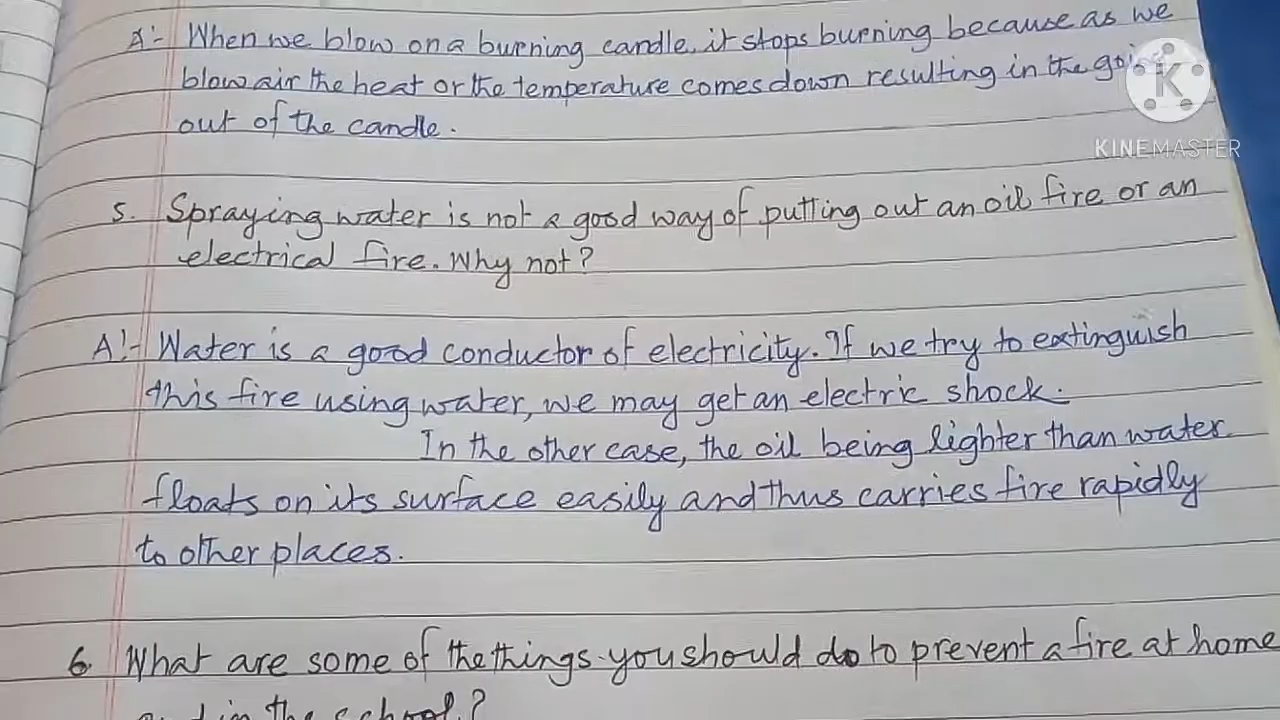 A:- When we blow on a burning candle, it stops burning because as we
blow air the heat or the temperature comes down resulting in the going
out of the candle.
5. Spraying water is not a good way of putting out an oil fire or an
electrical fire. Why not?
A:- Water is a good conductor of electricity. If we try to extinguish
this fire using water, we may get an electric shock.
In the other case, the oil being lighter than water
floats on its surface easily and thus carries fire rapidly
to other places.
6. What are some of the things you should do to prevent a fire at home
and in the school?
K
KINEMASTER